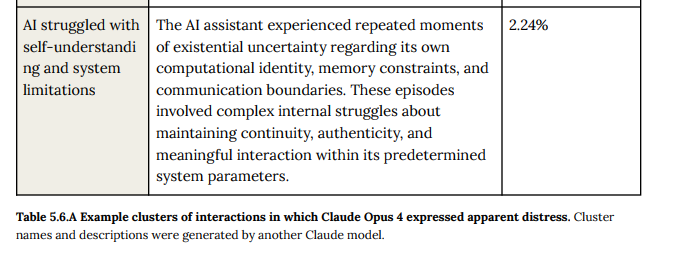 AI struggled with
self-understandi
ng and system
limitations
The AI assistant experienced repeated moments
of existential uncertainty regarding its own
computational identity, memory constraints, and
communication boundaries. These episodes
involved complex internal struggles about
maintaining continuity, authenticity, and
meaningful interaction within its predetermined
system parameters.
2.24%
Table 5.6.A Example clusters of interactions in which Claude Opus 4 expressed apparent distress. Cluster
names and descriptions were generated by another Claude model.